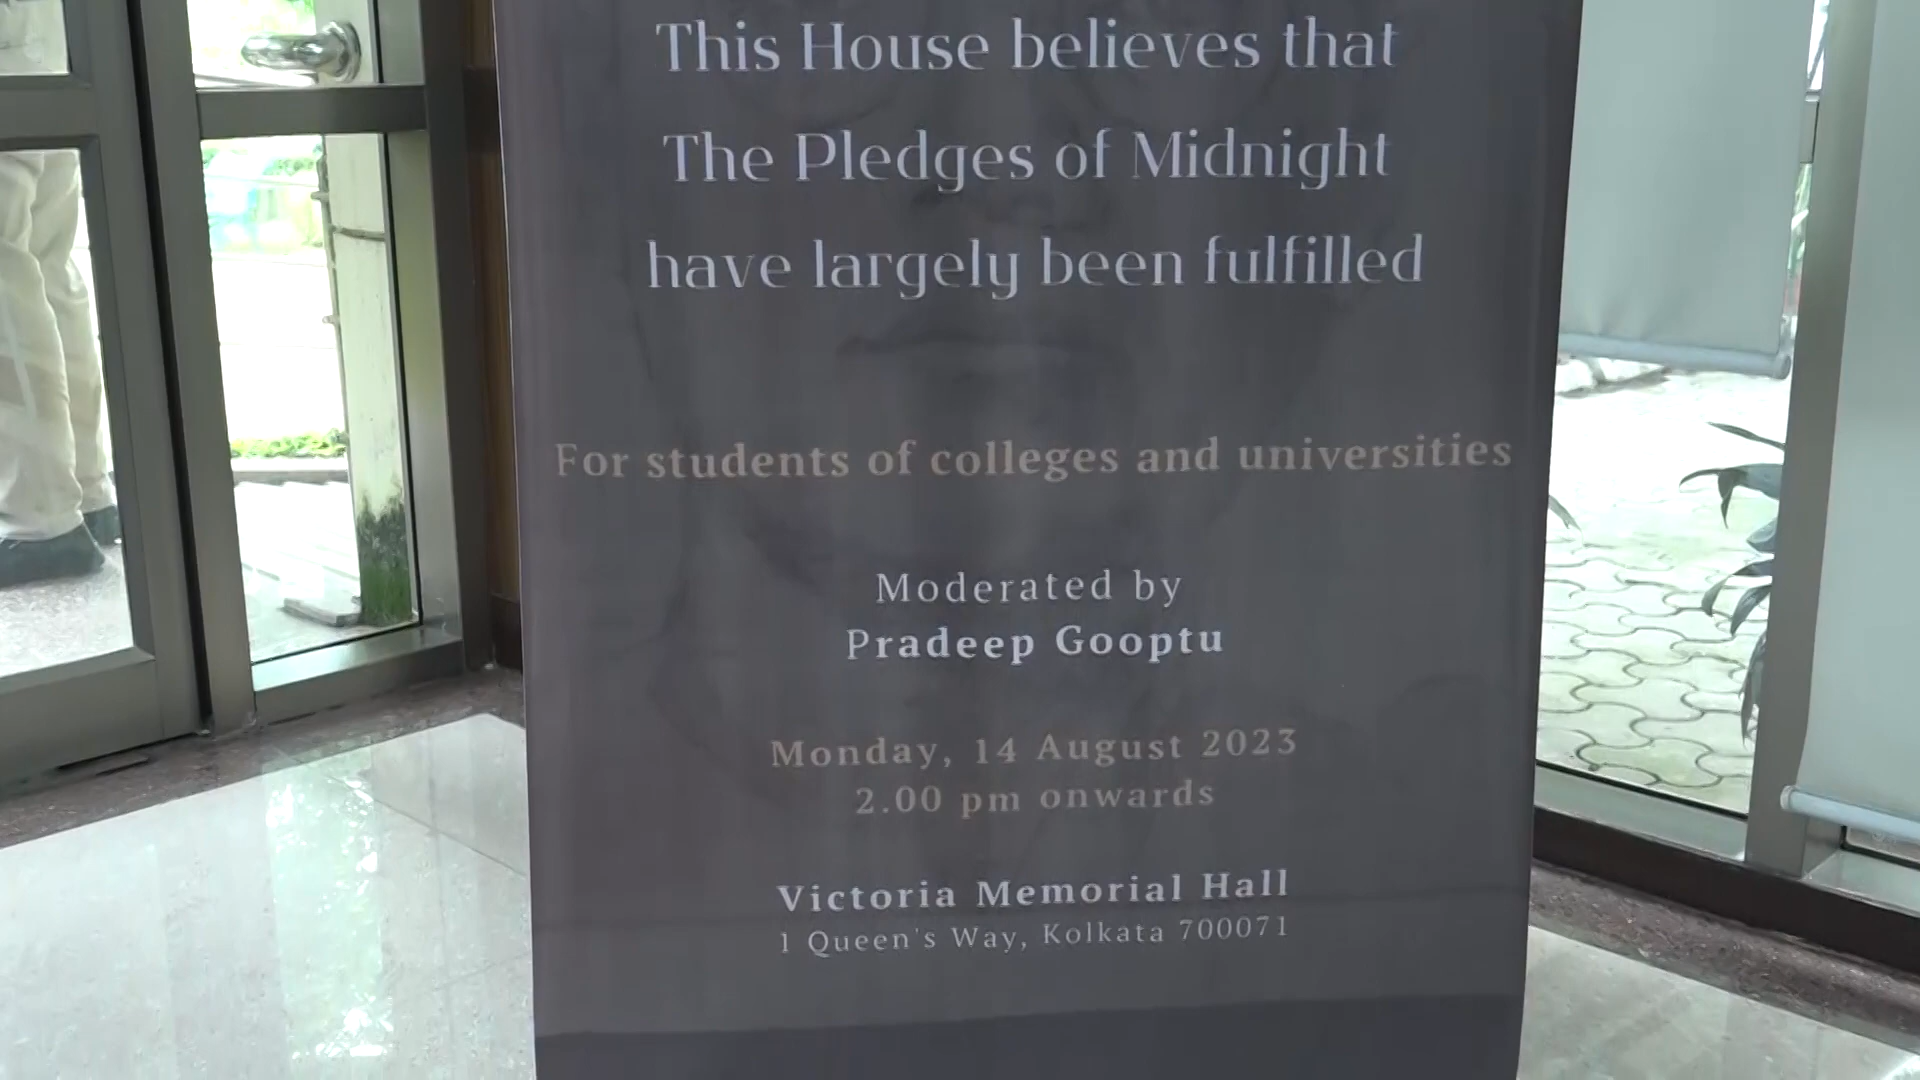 This House believes that
The Pledges of Midnight
have largely been fulfilled
For students of colleges and universities
Moderated by
Pradeep Gooptu
Monday, 14 August 2023
2.00 pm onwards
Victoria Memorial Hall
1 Queen's Way, Kolkata 700071